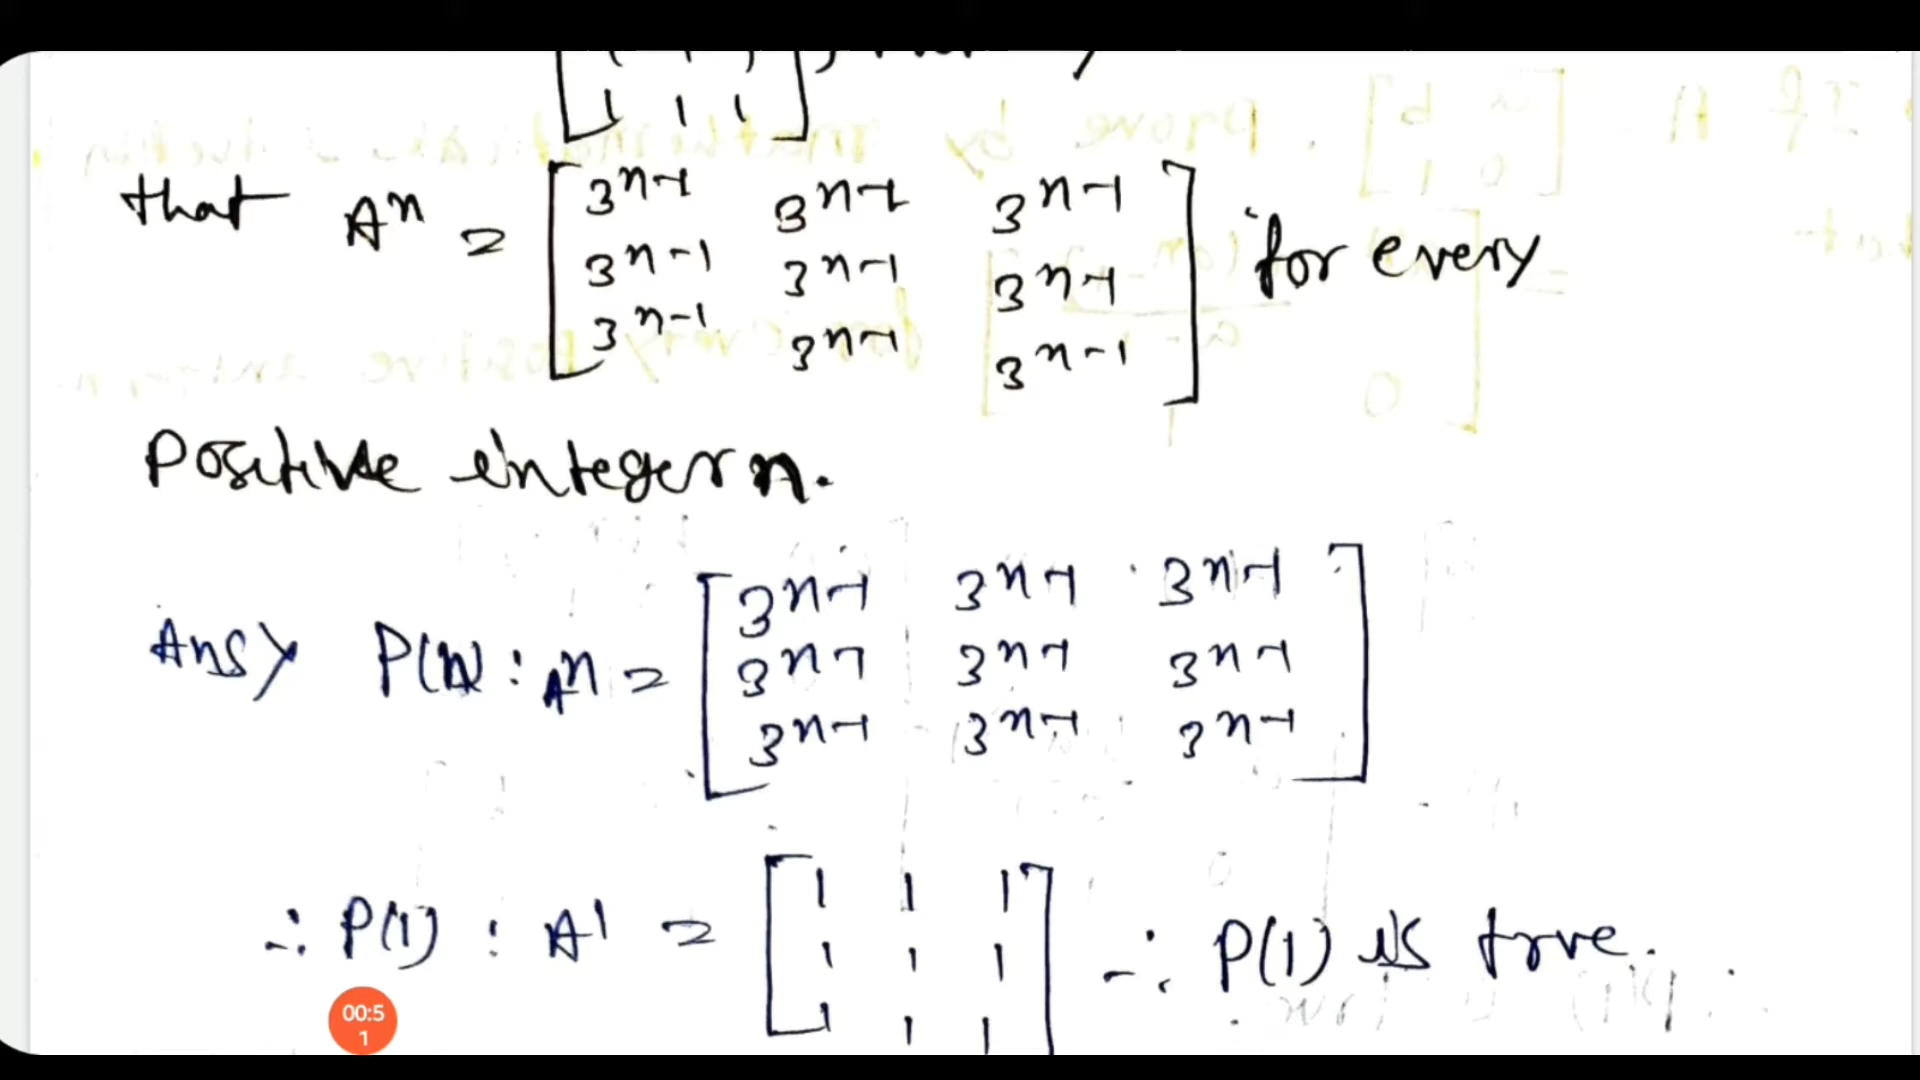 1 1 1
that Aⁿ = [3ⁿ⁻¹ 3ⁿ⁻¹ 3ⁿ⁻¹
3ⁿ⁻¹ 3ⁿ⁻¹ 3ⁿ⁻¹ for every
3ⁿ⁻¹ 3ⁿ⁻¹ 3ⁿ⁻¹]
Positive integer n.
3ⁿ⁻¹ 3ⁿ⁻¹ 3ⁿ⁻¹
Ans> P(n): Aⁿ = [3ⁿ⁻¹ 3ⁿ⁻¹ 3ⁿ⁻¹]
3ⁿ⁻¹ 3ⁿ⁻¹ 3ⁿ⁻¹
1 1 1
∴ P(1) : A¹ = [1 1 1] ∴ P(1) is true.
1 1 1
00:51